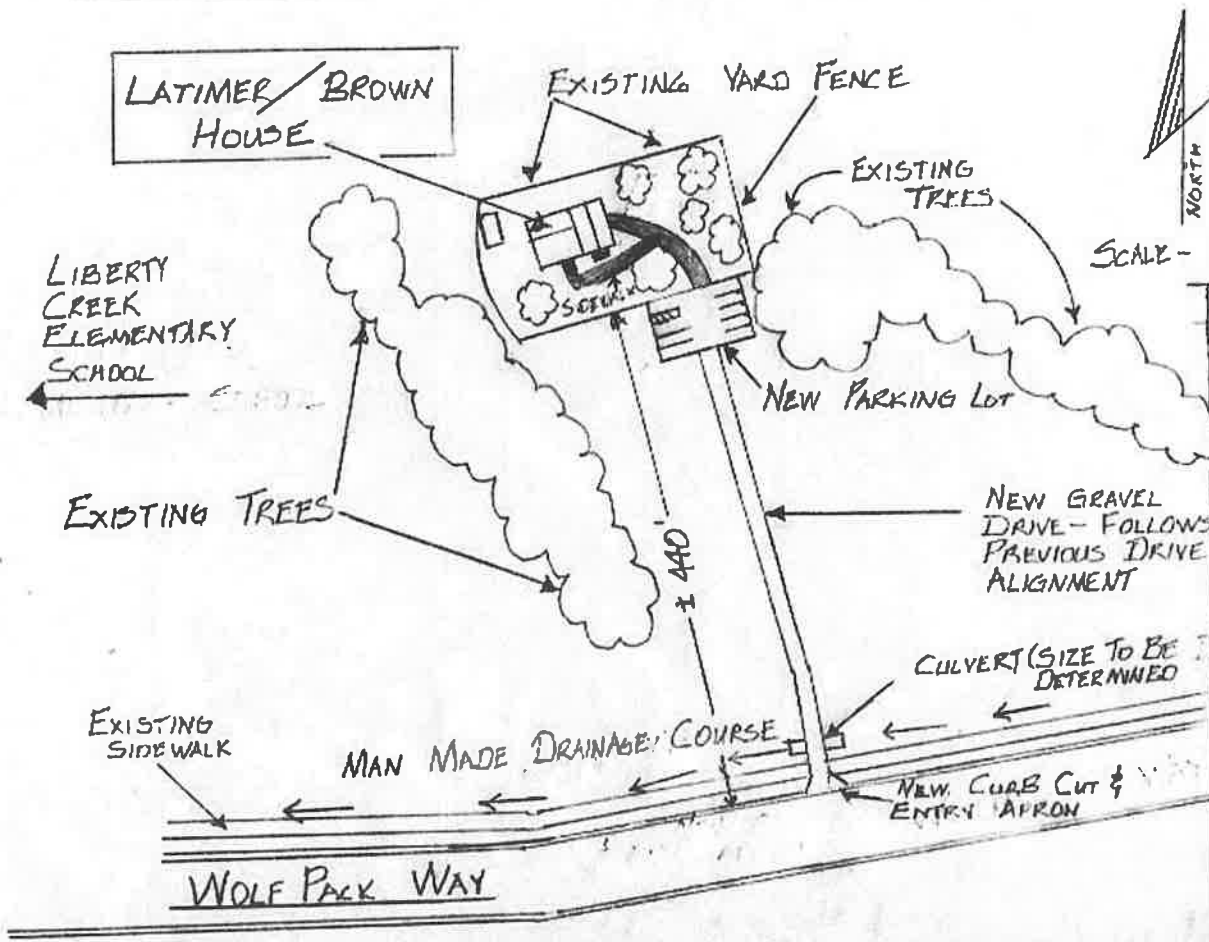 LATIMER/BROWN
HOUSE
EXISTING YARD FENCE
EXISTING
TREES
NORTH
SCALE-
LIBERTY
CREEK
ELEMENTARY
SCHOOL
NEW PARKING LOT
EXISTING TREES
± 440'
NEW GRAVEL
DRIVE - FOLLOWS
PREVIOUS DRIVE
ALIGNMENT
CULVERT (SIZE TO BE
DETERMINED
EXISTING
SIDEWALK
MAN MADE DRAINAGE COURSE
NEW CURB CUT &
ENTRY APRON
WOLF PACK WAY